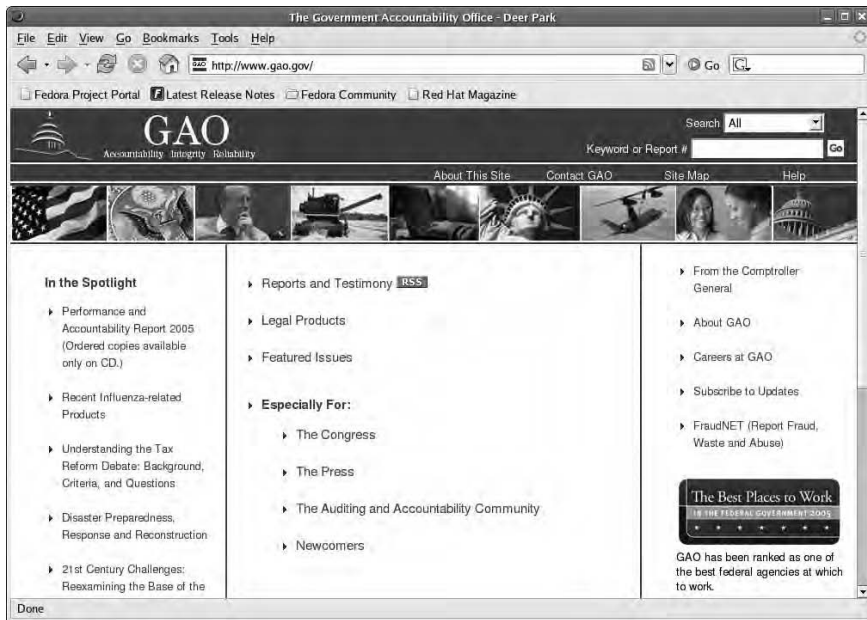 The Government Accountability Office - Deer Park
File Edit View Go Bookmarks Tools Help
GAO http://www.gao.gov/ Go G
Fedora Project Portal Latest Release Notes Fedora Community Red Hat Magazine
GAO
Accountability Integrity Reliability
Search All
Keyword or Report # Go
About This Site Contact GAO Site Map Help
In the Spotlight
Performance and
Accountability Report 2005
(Ordered copies available
only on CD.)
Recent Influenza-related
Products
Understanding the Tax
Reform Debate: Background,
Criteria, and Questions
Disaster Preparedness,
Response and Reconstruction
21st Century Challenges:
Reexamining the Base of the
Reports and Testimony RSS
Legal Products
Featured Issues
Especially For:
The Congress
The Press
The Auditing and Accountability Community
Newcomers
From the Comptroller
General
About GAO
Careers at GAO
Subscribe to Updates
FraudNET (Report Fraud,
Waste and Abuse)
The Best Places to Work
IN THE FEDERAL GOVERNMENT 2005
GAO has been ranked as one of
the best federal agencies at which
to work.
Done